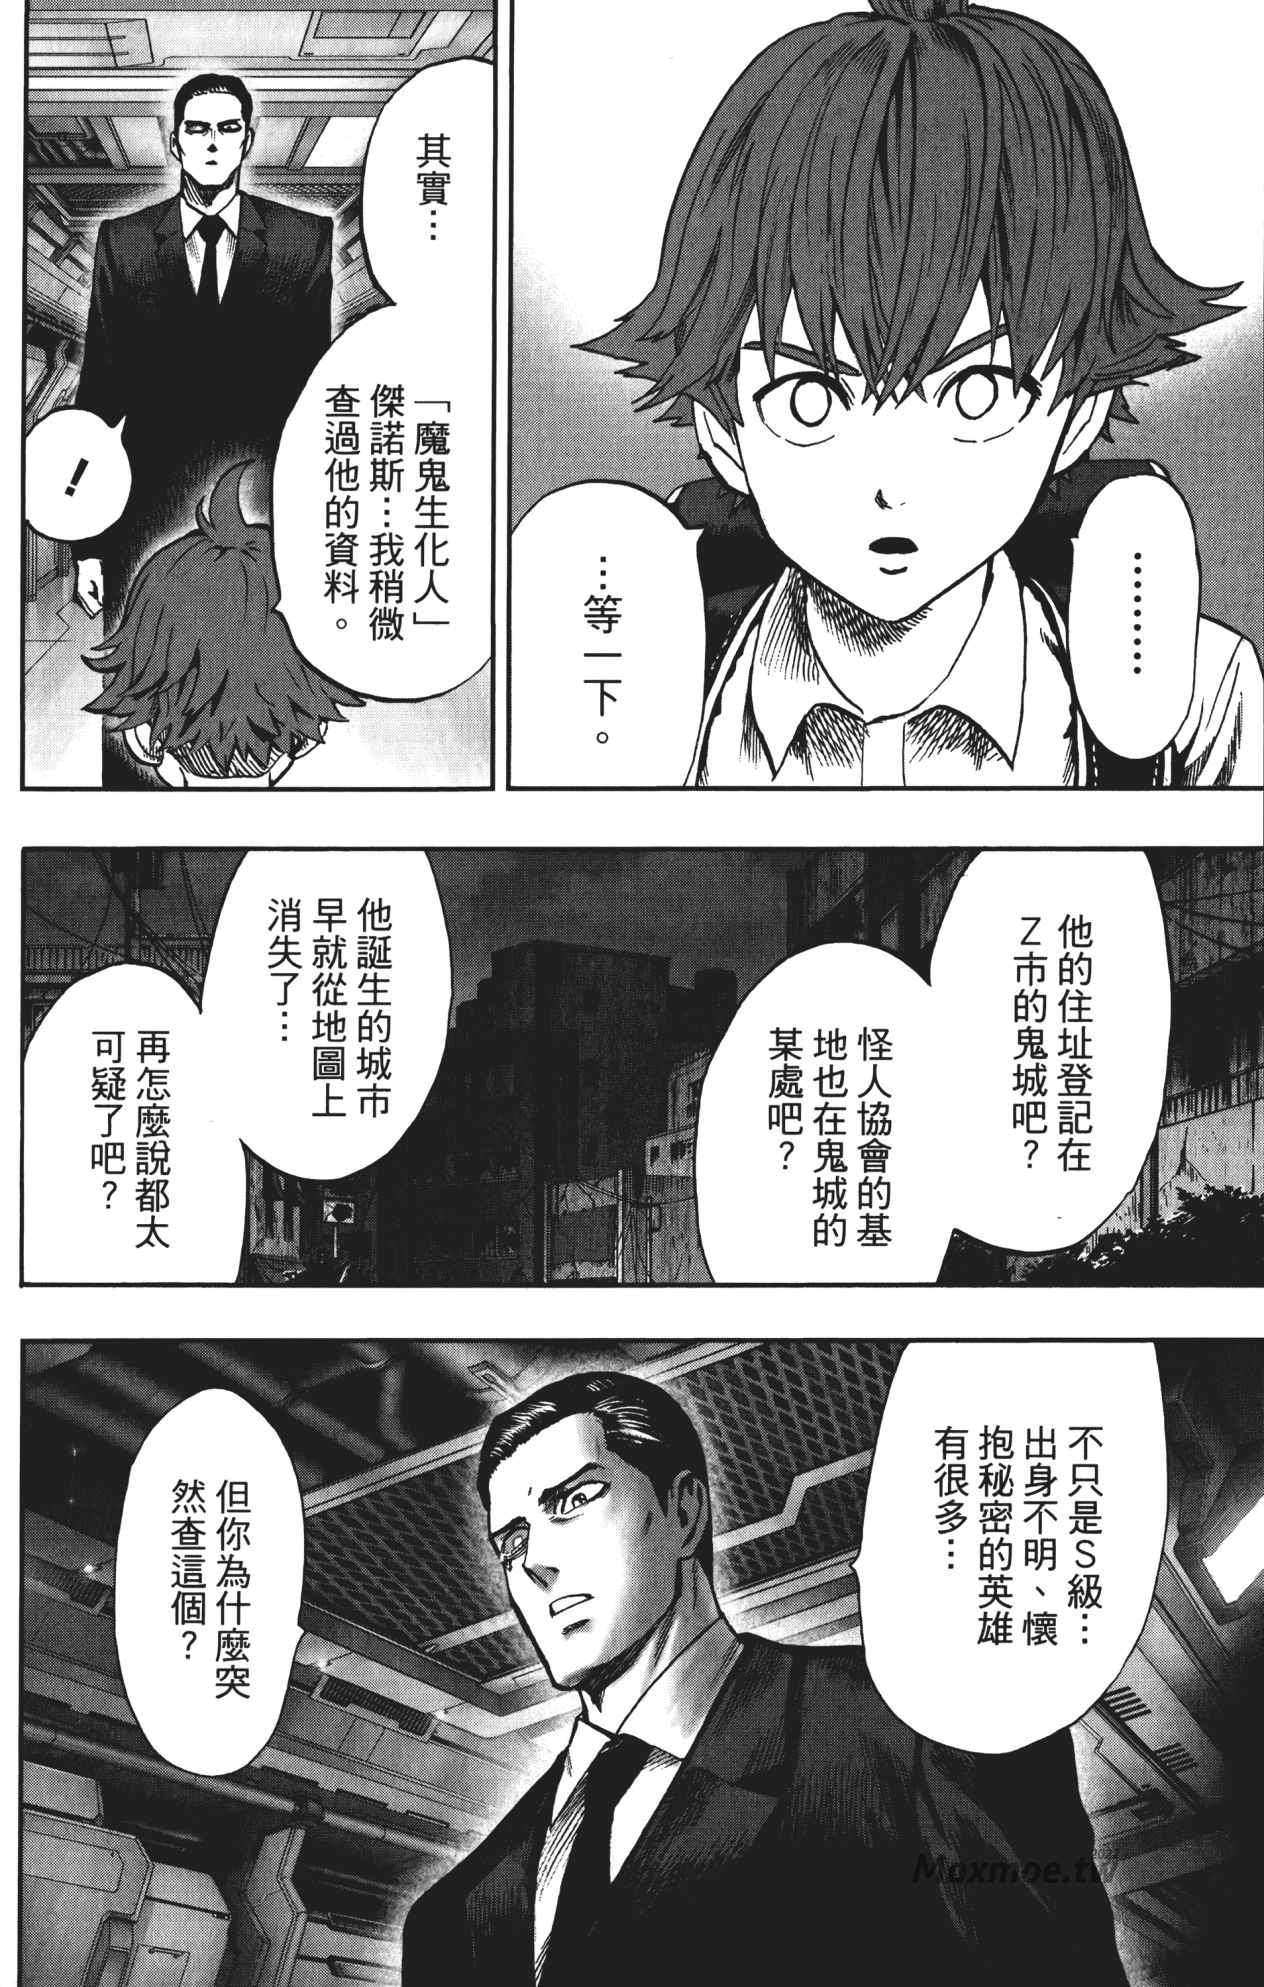 ………
…等一下。
其實…
「魔鬼生化人」
傑諾斯…我稍微
查過他的資料。
！
他的住址登記在
Z市的鬼城吧？
怪人協會的基
地也在鬼城的
某處吧？
他誕生的城市
早就從地圖上
消失了…
再怎麼說都太
可疑了吧？
不只是S級…
出身不明、懷
抱秘密的英雄
有很多…
但你為什麼突
然查這個？
Moxmoe.tw